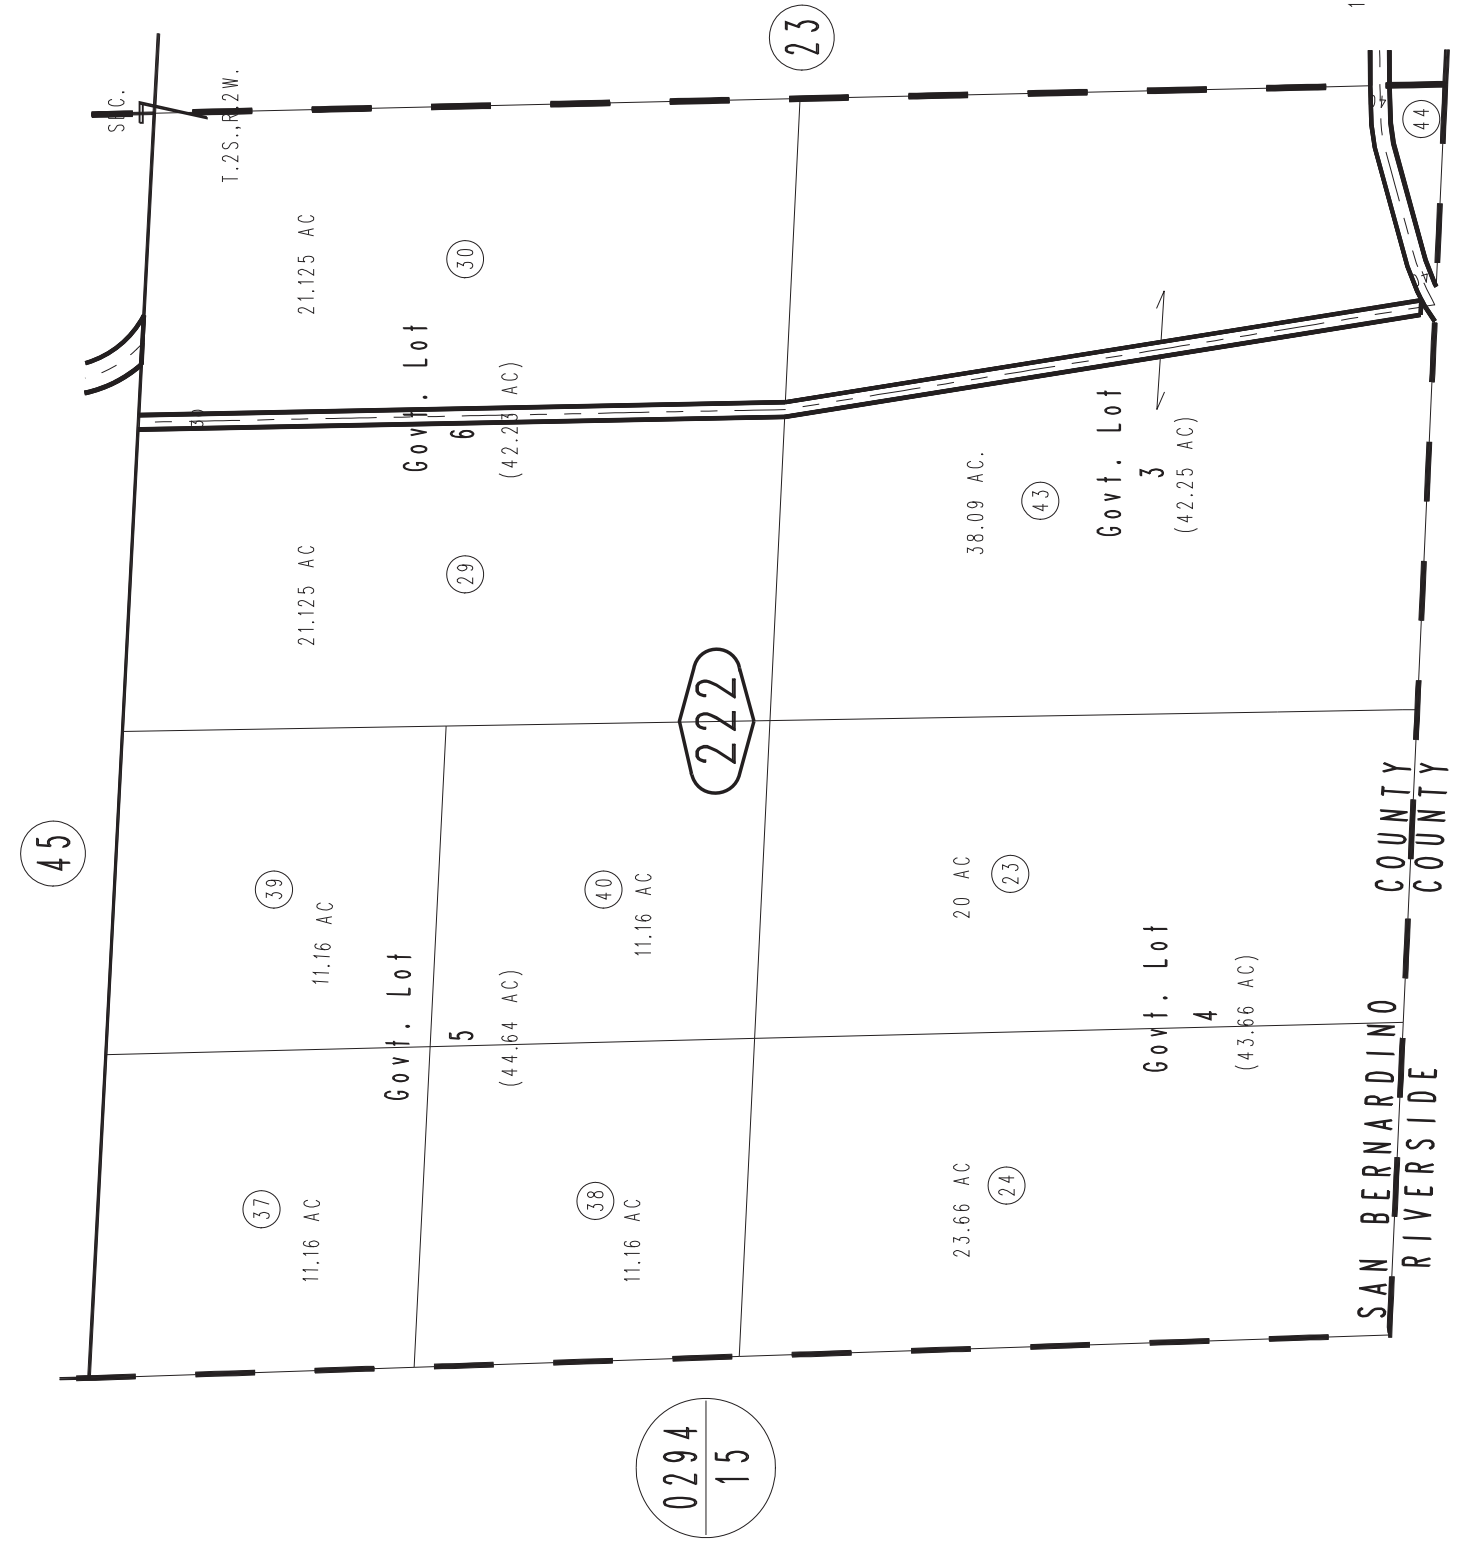 45
37
11.16 AC
39
11.16 AC
29
21.125 AC
30
21.125 AC
Govt. Lot
5
(44.64 AC)
Govt. Lot
6
SEC.
T.2S.,R.2W.
38
11.16 AC
40
11.16 AC
222
0294
15
23
23.66 AC
24
20 AC
23
38.09 AC.
43
Govt. Lot
4
(43.66 AC)
Govt. Lot
3
(42.25 AC)
40
40
44
SAN BERNARDINO COUNTY
RIVERSIDE COUNTY